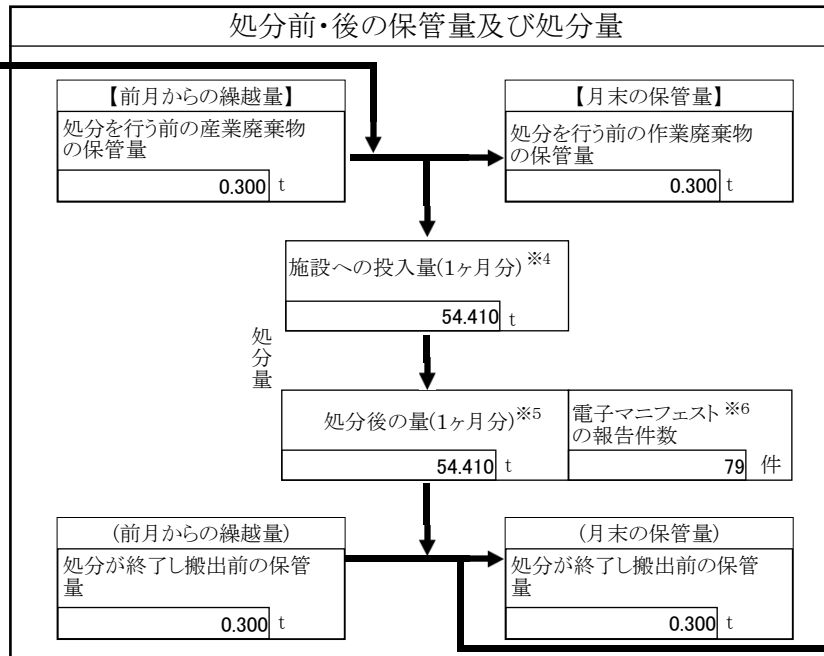 処分前・後の保管量及び処分量
【前月からの繰越量】
処分を行う前の産業廃棄物
の保管量
0.300 t
【月末の保管量】
処分を行う前の作業廃棄物
の保管量
0.300 t
施設への投入量(1ヶ月分)※4
54.410 t
処分量
処分後の量(1ヶ月分)※5
54.410 t
電子マニフェスト※6
の報告件数
79 件
(前月からの繰越量)
処分が終了し搬出前の保管
量
0.300 t
(月末の保管量)
処分が終了し搬出前の保管
量
0.300 t